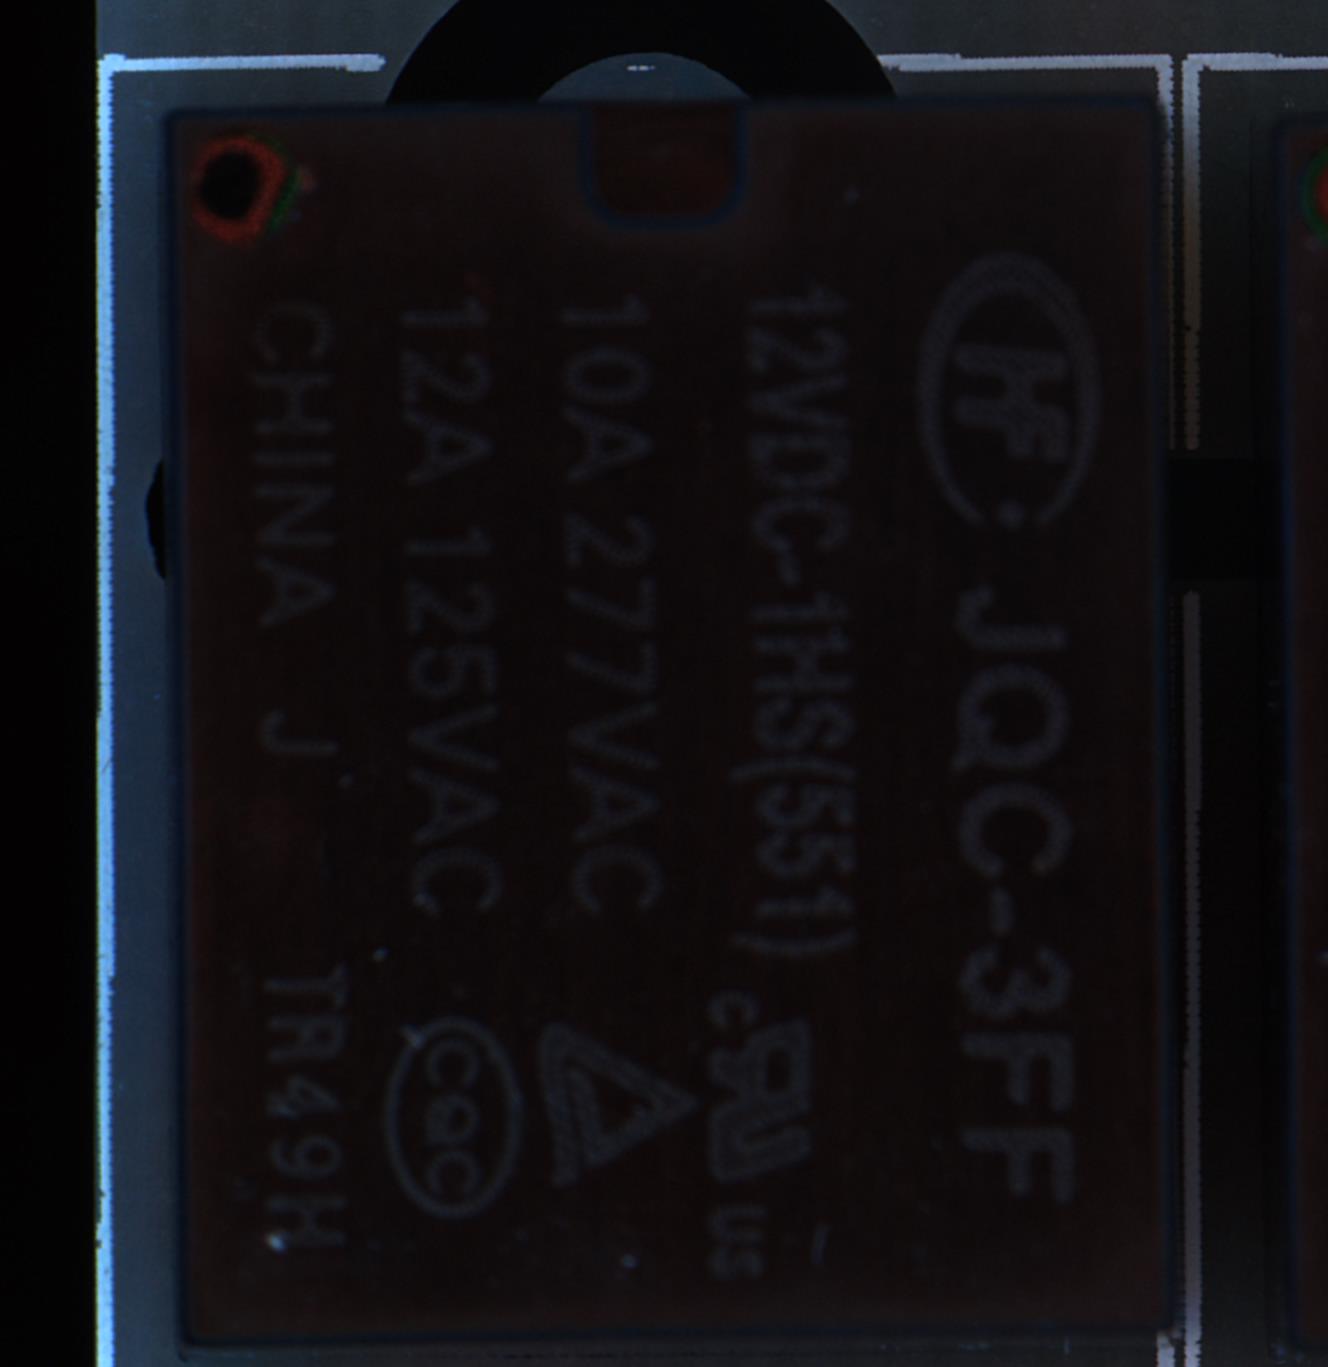 HF JQC-3FF
12VDC-1HS(551) c us
10A 277VAC
12A 125VAC cqc
CHINA J TR49H